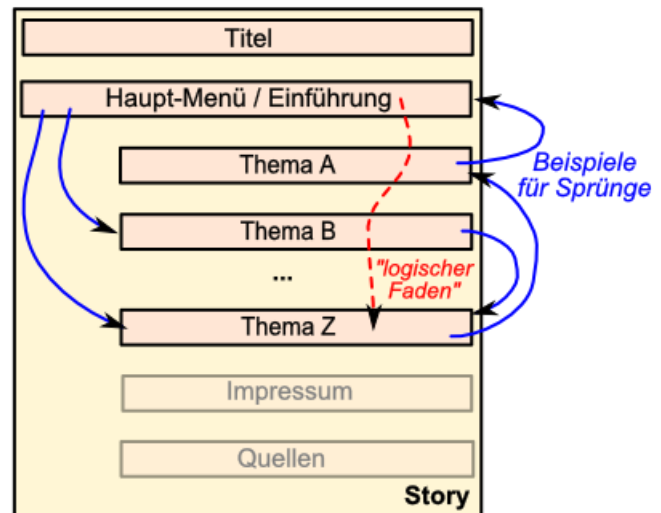 Titel
Haupt-Menü / Einführung
Thema A
Beispiele
für Sprünge
Thema B
...
"logischer
Faden"
Thema Z
Impressum
Quellen
Story